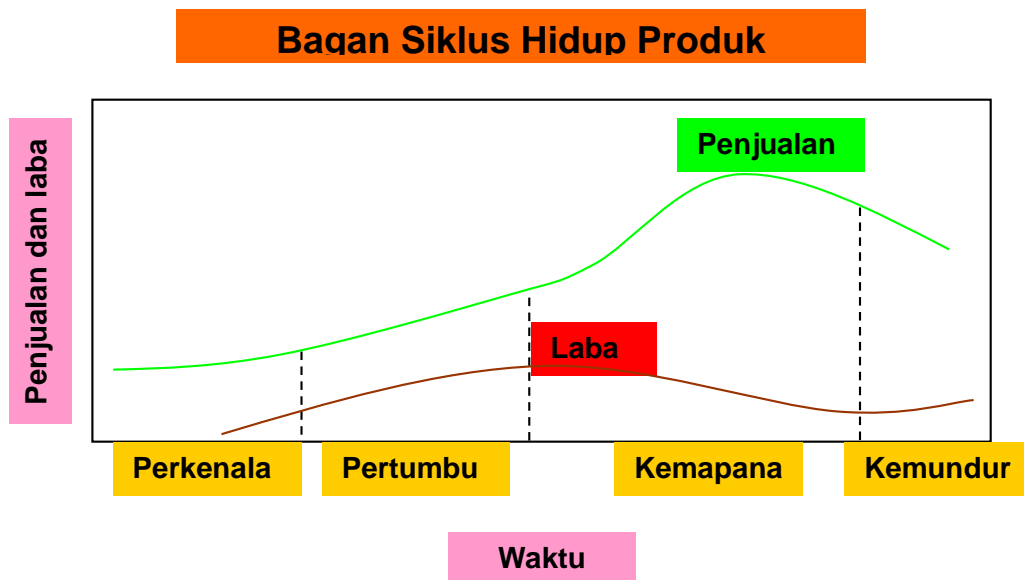 Bagan Siklus Hidup Produk
Penjualan dan laba
Penjualan
Laba
Perkenala
Pertumbu
Kemapana
Kemundur
Waktu